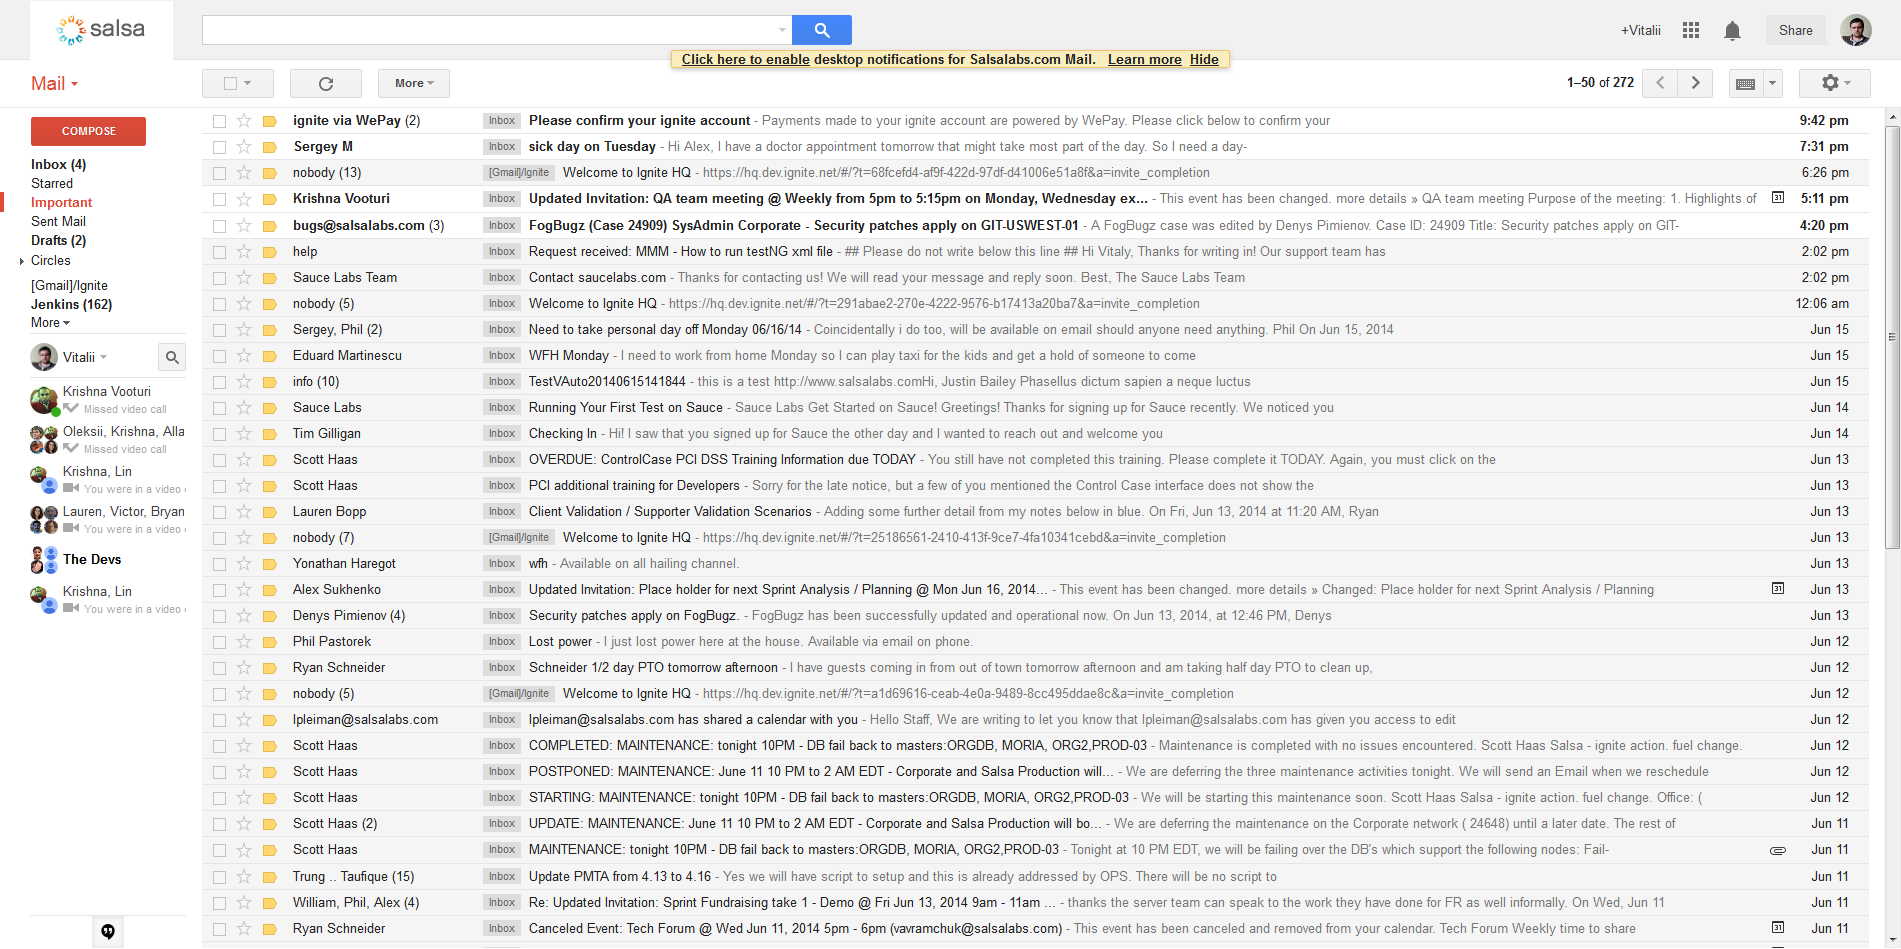 salsa
+Vitalii
Share
Click here to enable desktop notifications for Salsalabs.com Mail. Learn more Hide
Mail
More
1–50 of 272
COMPOSE
Inbox (4)
Starred
Important
Sent Mail
Drafts (2)
Circles
[Gmail]/Ignite
Jenkins (162)
More
Vitalii
Krishna Vooturi
Missed video call
Oleksii, Krishna, Alla
Missed video call
Krishna, Lin
You were in a video
Lauren, Victor, Bryan
You were in a video
The Devs
Krishna, Lin
You were in a video
ignite via WePay (2) Inbox Please confirm your ignite account - Payments made to your ignite account are powered by WePay. Please click below to confirm your 9:42 pm
Sergey M Inbox sick day on Tuesday - Hi Alex, I have a doctor appointment tomorrow that might take most part of the day. So I need a day- 7:31 pm
nobody (13) [Gmail]/Ignite Welcome to Ignite HQ - https://hq.dev.ignite.net/#/?t=68fcefd4-af9f-422d-97df-d41006e51a8f&a=invite_completion 6:26 pm
Krishna Vooturi Inbox Updated Invitation: QA team meeting @ Weekly from 5pm to 5:15pm on Monday, Wednesday ex... - This event has been changed. more details » QA team meeting Purpose of the meeting: 1. Highlights of 31 5:11 pm
bugs@salsalabs.com (3) Inbox FogBugz (Case 24909) SysAdmin Corporate - Security patches apply on GIT-USWEST-01 - A FogBugz case was edited by Denys Pimienov. Case ID: 24909 Title: Security patches apply on GIT- 4:20 pm
help Inbox Request received: MMM - How to run testNG xml file - ## Please do not write below this line ## Hi Vitaly, Thanks for writing in! Our support team has 2:02 pm
Sauce Labs Team Inbox Contact saucelabs.com - Thanks for contacting us! We will read your message and reply soon. Best, The Sauce Labs Team 2:02 pm
nobody (5) Inbox Welcome to Ignite HQ - https://hq.dev.ignite.net/#/?t=291abae2-270e-4222-9576-b17413a20ba7&a=invite_completion 12:06 am
Sergey, Phil (2) Inbox Need to take personal day off Monday 06/16/14 - Coincidentally i do too, will be available on email should anyone need anything. Phil On Jun 15, 2014 Jun 15
Eduard Martinescu Inbox WFH Monday - I need to work from home Monday so I can play taxi for the kids and get a hold of someone to come Jun 15
info (10) Inbox TestVAuto20140615141844 - this is a test http://www.salsalabs.comHi, Justin Bailey Phasellus dictum sapien a neque luctus Jun 15
Sauce Labs Inbox Running Your First Test on Sauce - Sauce Labs Get Started on Sauce! Greetings! Thanks for signing up for Sauce recently. We noticed you Jun 14
Tim Gilligan Inbox Checking In - Hi! I saw that you signed up for Sauce the other day and I wanted to reach out and welcome you Jun 14
Scott Haas Inbox OVERDUE: ControlCase PCI DSS Training Information due TODAY - You still have not completed this training. Please complete it TODAY. Again, you must click on the Jun 13
Scott Haas Inbox PCI additional training for Developers - Sorry for the late notice, but a few of you mentioned the Control Case interface does not show the Jun 13
Lauren Bopp Inbox Client Validation / Supporter Validation Scenarios - Adding some further detail from my notes below in blue. On Fri, Jun 13, 2014 at 11:20 AM, Ryan Jun 13
nobody (7) [Gmail]/Ignite Welcome to Ignite HQ - https://hq.dev.ignite.net/#/?t=25186561-2410-413f-9ce7-4fa10341cebd&a=invite_completion Jun 13
Yonathan Haregot Inbox wfh - Available on all hailing channel. Jun 13
Alex Sukhenko Inbox Updated Invitation: Place holder for next Sprint Analysis / Planning @ Mon Jun 16, 2014... - This event has been changed. more details » Changed: Place holder for next Sprint Analysis / Planning 31 Jun 13
Denys Pimienov (4) Inbox Security patches apply on FogBugz. - FogBugz has been successfully updated and operational now. On Jun 13, 2014, at 12:46 PM, Denys Jun 13
Phil Pastorek Inbox Lost power - I just lost power here at the house. Available via email on phone. Jun 12
Ryan Schneider Inbox Schneider 1/2 day PTO tomorrow afternoon - I have guests coming in from out of town tomorrow afternoon and am taking half day PTO to clean up, Jun 12
nobody (5) [Gmail]/Ignite Welcome to Ignite HQ - https://hq.dev.ignite.net/#/?t=a1d69616-ceab-4e0a-9489-8cc495ddae8c&a=invite_completion Jun 12
lpleiman@salsalabs.com Inbox lpleiman@salsalabs.com has shared a calendar with you - Hello Staff, We are writing to let you know that lpleiman@salsalabs.com has given you access to edit Jun 12
Scott Haas Inbox COMPLETED: MAINTENANCE: tonight 10PM - DB fail back to masters:ORGDB, MORIA, ORG2,PROD-03 - Maintenance is completed with no issues encountered. Scott Haas Salsa - ignite action. fuel change. Jun 12
Scott Haas Inbox POSTPONED: MAINTENANCE: June 11 10 PM to 2 AM EDT - Corporate and Salsa Production will... - We are deferring the three maintenance activities tonight. We will send an Email when we reschedule Jun 12
Scott Haas Inbox STARTING: MAINTENANCE: tonight 10PM - DB fail back to masters:ORGDB, MORIA, ORG2,PROD-03 - We will be starting this maintenance soon. Scott Haas Salsa - ignite action. fuel change. Office: ( Jun 12
Scott Haas (2) Inbox UPDATE: MAINTENANCE: June 11 10 PM to 2 AM EDT - Corporate and Salsa Production will bo... - We are deferring the maintenance on the Corporate network ( 24648) until a later date. The rest of Jun 11
Scott Haas Inbox MAINTENANCE: tonight 10PM - DB fail back to masters:ORGDB, MORIA, ORG2,PROD-03 - Tonight at 10 PM EDT, we will be failing over the DB's which support the following nodes: Fail- Jun 11
Trung .. Taufique (15) Inbox Update PMTA from 4.13 to 4.16 - Yes we will have script to setup and this is already addressed by OPS. There will be no script to Jun 11
William, Phil, Alex (4) Inbox Re: Updated Invitation: Sprint Fundraising take 1 - Demo @ Fri Jun 13, 2014 9am - 11am ... - thanks the server team can speak to the work they have done for FR as well informally. On Wed, Jun 11 Jun 11
Ryan Schneider Inbox Canceled Event: Tech Forum @ Wed Jun 11, 2014 5pm - 6pm (vavramchuk@salsalabs.com) - This event has been canceled and removed from your calendar. Tech Forum Weekly time to share 31 Jun 11